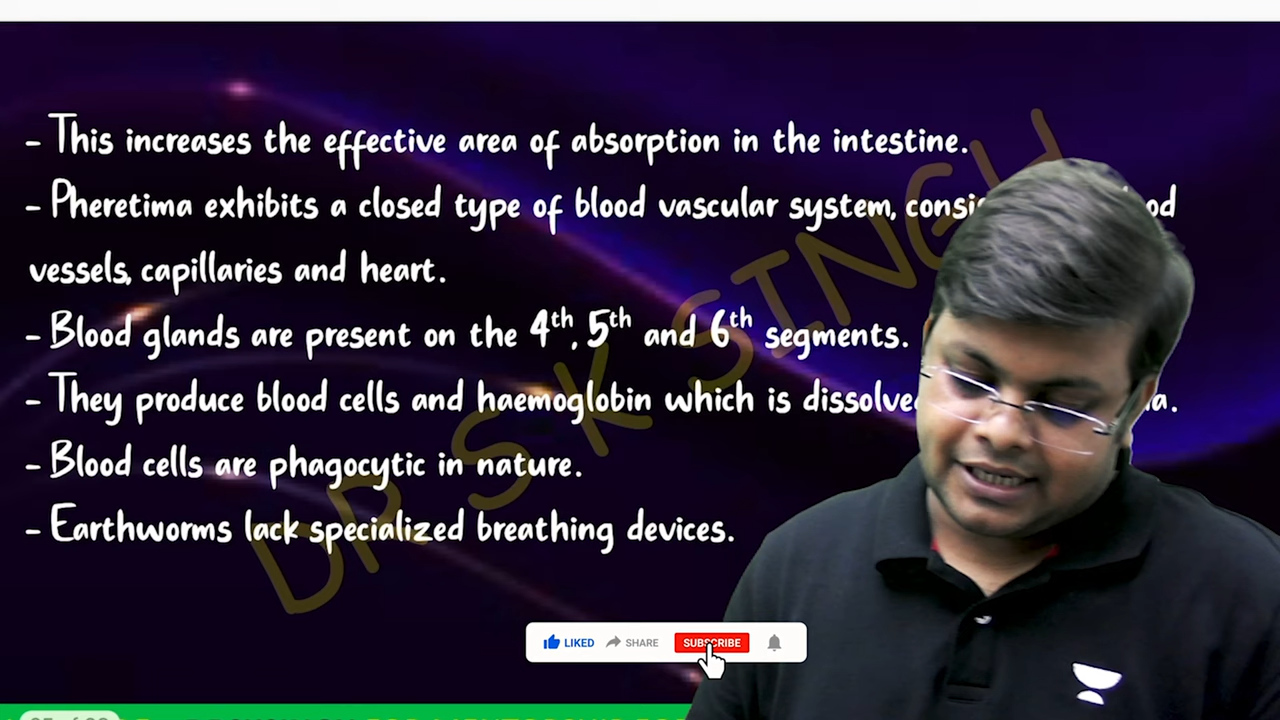 - This increases the effective area of absorption in the intestine.
- Pheretima exhibits a closed type of blood vascular system,
vessels, capillaries and heart.
- Blood glands are present on the 4th, 5th and 6th segments.
- They produce blood cells and haemoglobin which is
- Blood cells are phagocytic in nature.
- Earthworms lack specialized breathing devices.
DR S K SINGH
LIKED SHARE SUBSCRIBE